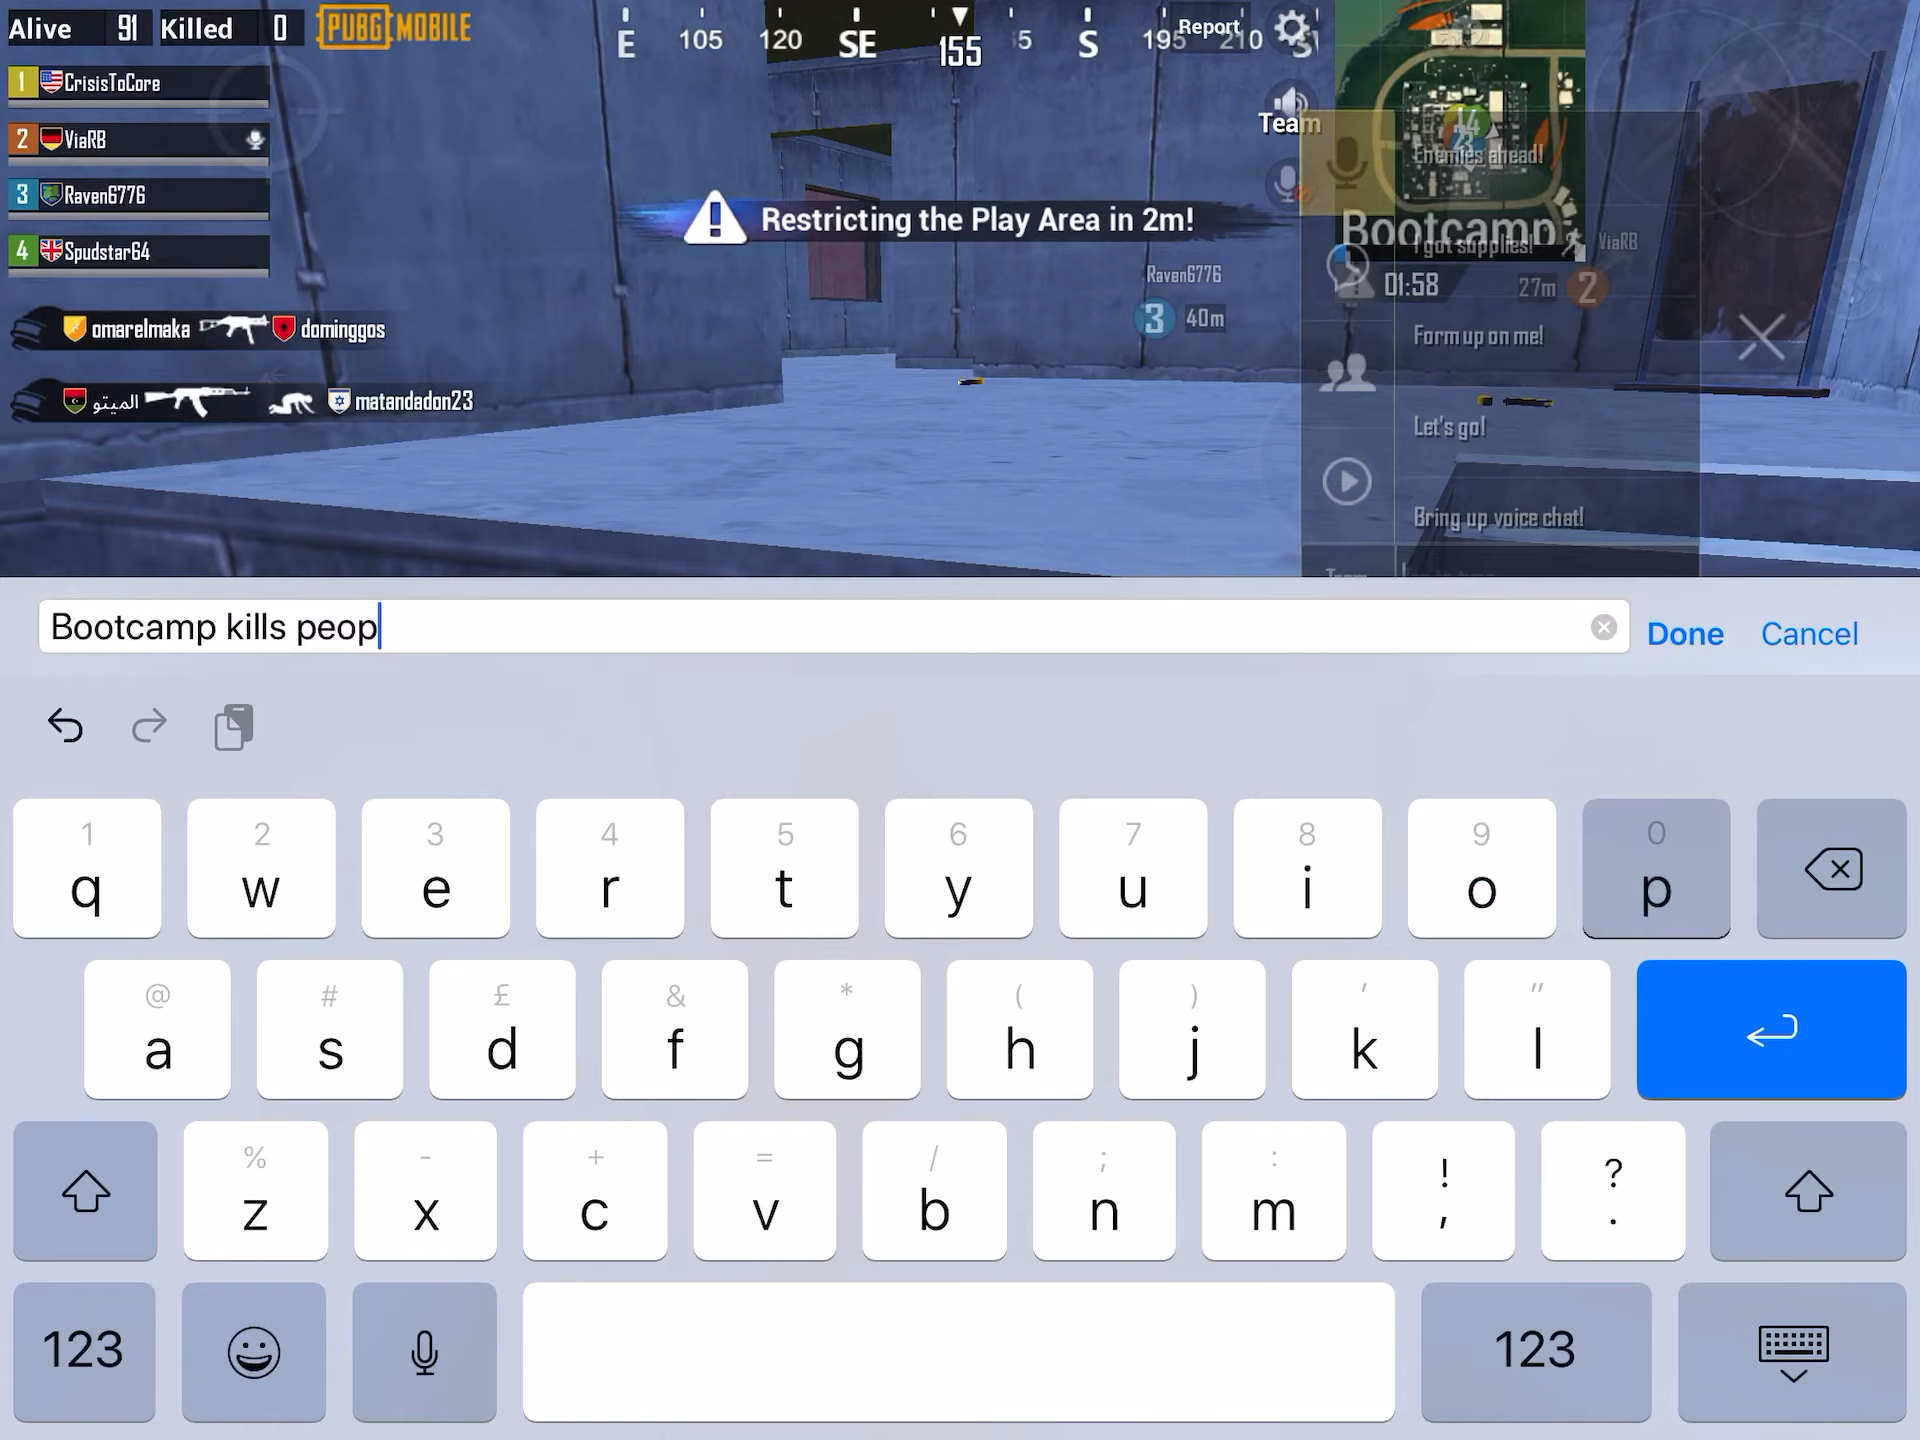 Alive 91 Killed 0 PUBG MOBILE
E 105 120 SE 155 S 195 210
Report
1 CrisisToCore
2 ViaRB
3 Raven6776
4 Spudstar64
omarelmaka dominggos
الميتو matandadon23
Restricting the Play Area in 2m!
Raven6776
3 40m
Team
Enemies ahead!
Bootcamp
I got supplies!
ViaRB
01:58
27m 2
Form up on me!
Let's go!
Bring up voice chat!
Bootcamp kills peop
Done Cancel
1 2 3 4 5 6 7 8 9 0
q w e r t y u i o p
@ # £ & * ( ) ' "
a s d f g h j k l
% - + = / ; : ! ?
z x c v b n m , .
123 123